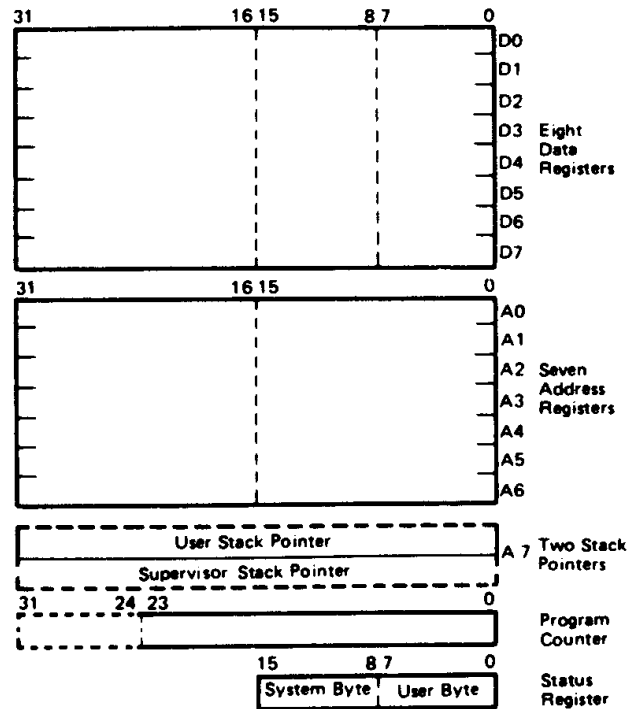 31 16 15 8 7 0
D0
D1
D2
D3 Eight
Data
D4 Registers
D5
D6
D7
31 16 15 0
A0
A1
A2 Seven
Address
A3 Registers
A4
A5
A6
User Stack Pointer
A 7 Two Stack
Pointers
Supervisor Stack Pointer
31 24 23 0
Program
Counter
15 8 7 0
System Byte User Byte
Status
Register